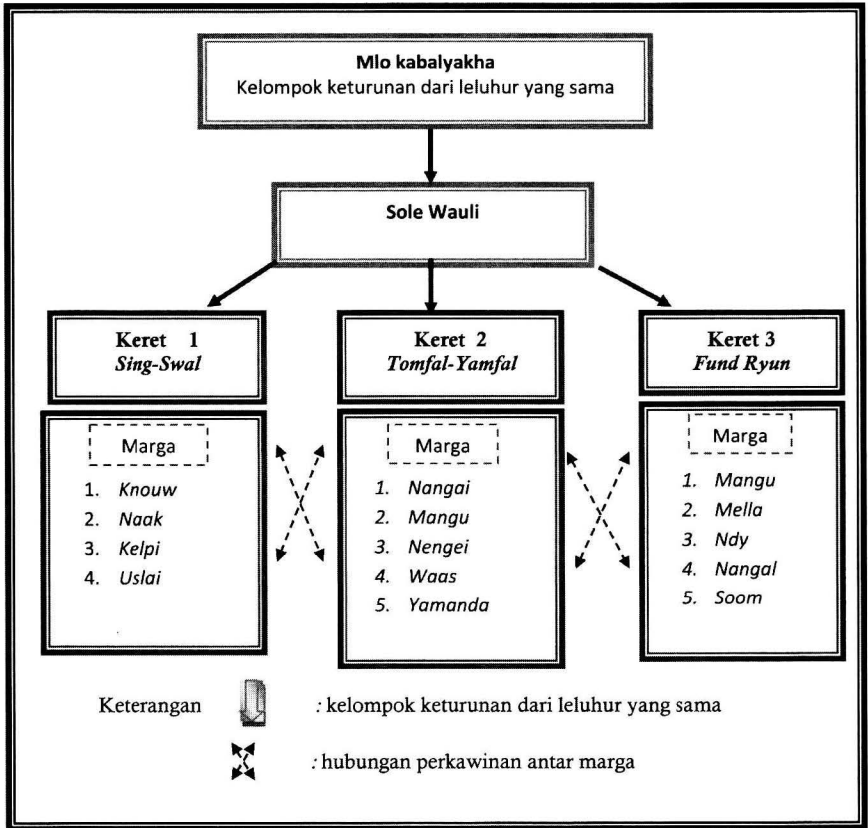 Mlo kabalyakha
Kelompok keturunan dari leluhur yang sama
Sole Wauli
Keret 1
Sing-Swal
Marga
1. Knouw
2. Naak
3. Kelpi
4. Uslai
Keret 2
Tomfal-Yamfal
Marga
1. Nangai
2. Mangu
3. Nengei
4. Waas
5. Yamanda
Keret 3
Fund Ryun
Marga
1. Mangu
2. Mella
3. Ndy
4. Nangal
5. Soom
Keterangan : kelompok keturunan dari leluhur yang sama
: hubungan perkawinan antar marga